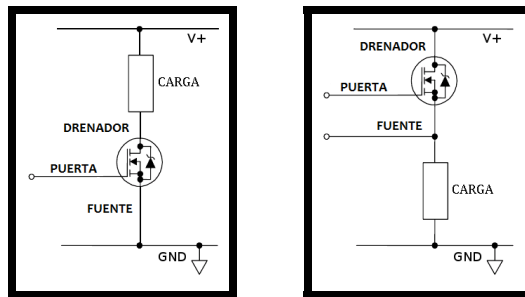 V+
CARGA
DRENADOR
PUERTA
FUENTE
GND
V+
DRENADOR
PUERTA
FUENTE
CARGA
GND